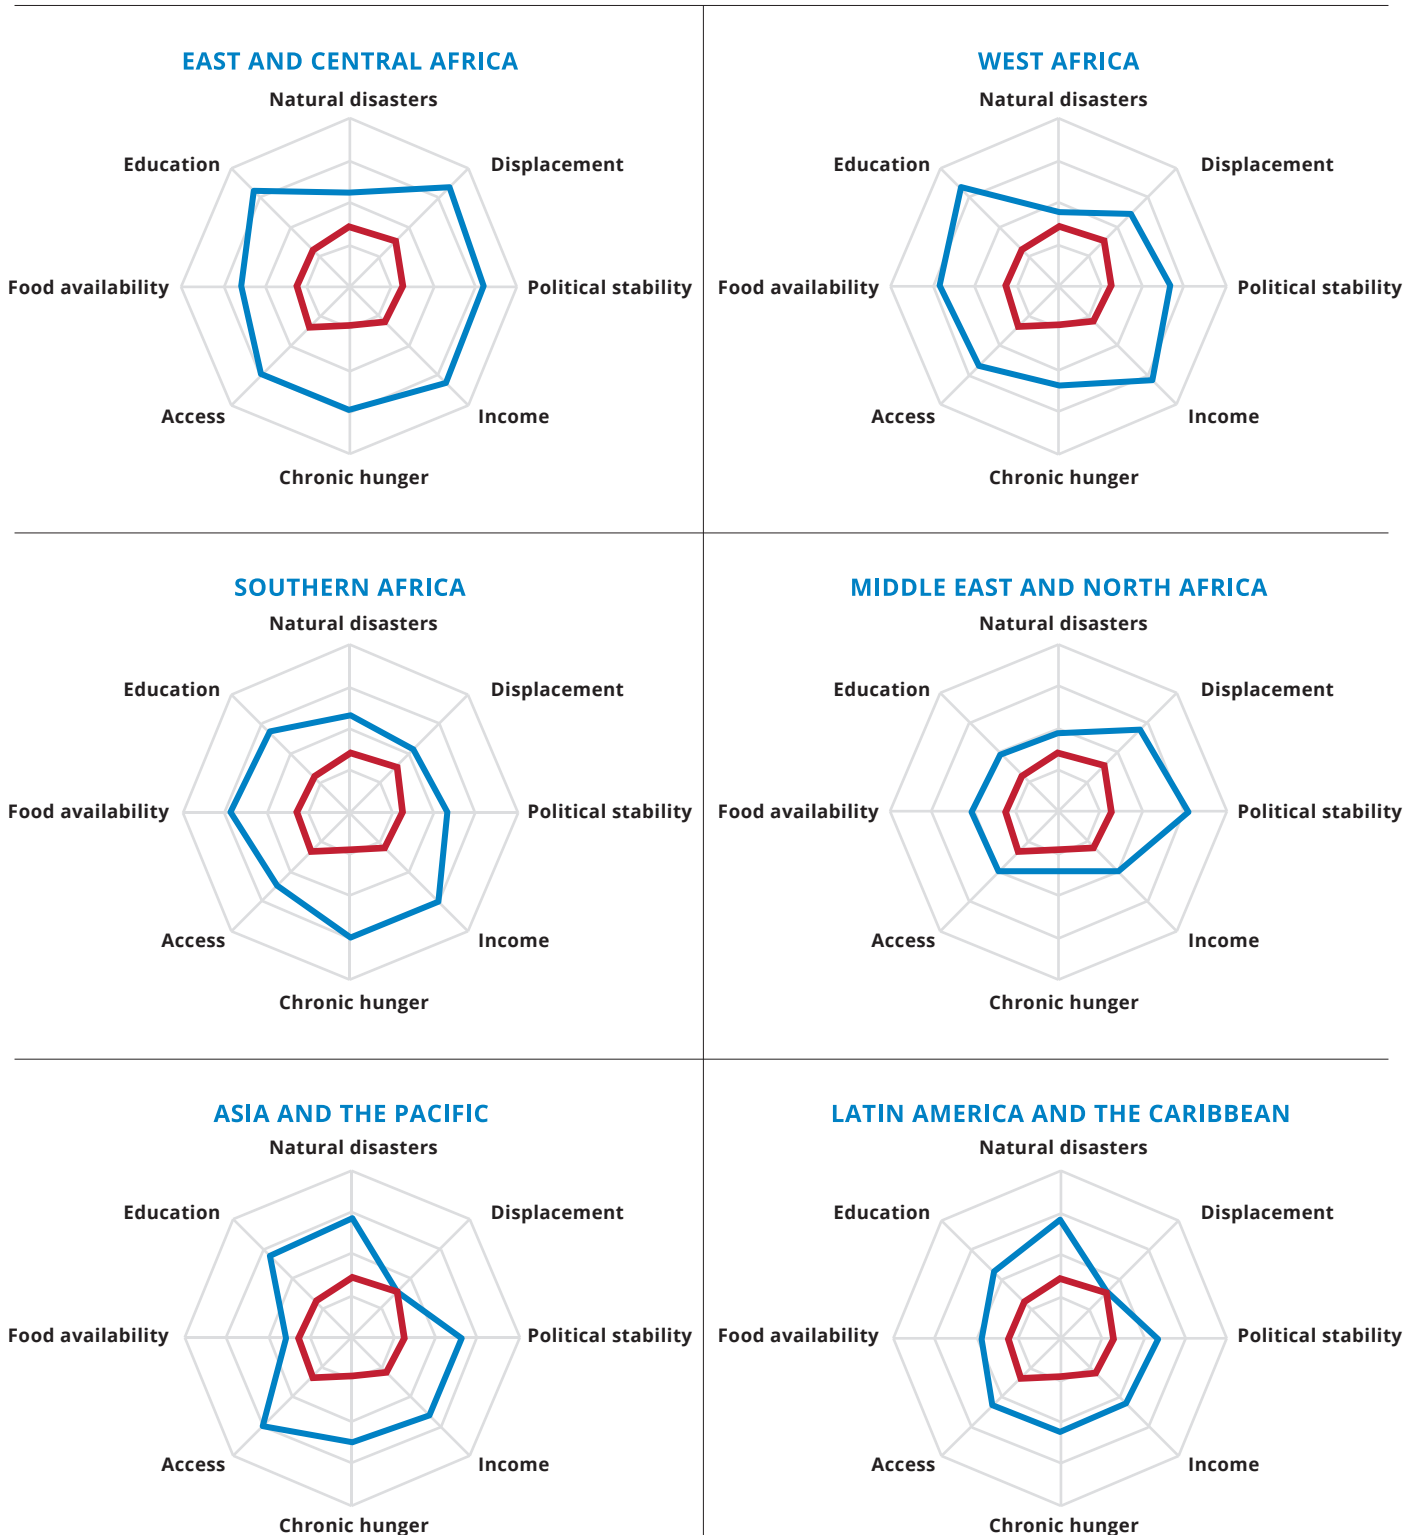 EAST AND CENTRAL AFRICA
Natural disasters
Education
Displacement
Food availability
Political stability
Access
Income
Chronic hunger
WEST AFRICA
Natural disasters
Education
Displacement
Food availability
Political stability
Access
Income
Chronic hunger
SOUTHERN AFRICA
Natural disasters
Education
Displacement
Food availability
Political stability
Access
Income
Chronic hunger
MIDDLE EAST AND NORTH AFRICA
Natural disasters
Education
Displacement
Food availability
Political stability
Access
Income
Chronic hunger
ASIA AND THE PACIFIC
Natural disasters
Education
Displacement
Food availability
Political stability
Access
Income
Chronic hunger
LATIN AMERICA AND THE CARIBBEAN
Natural disasters
Education
Displacement
Food availability
Political stability
Access
Income
Chronic hunger